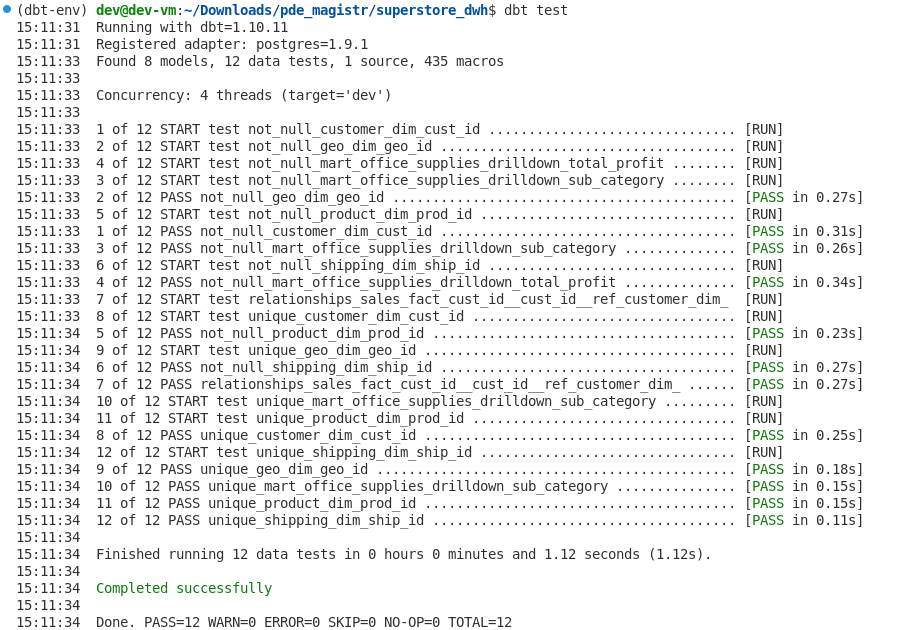 (dbt-env) dev@dev-vm:~/Downloads/pde_magistr/superstore_dwh$ dbt test
15:11:31  Running with dbt=1.10.11
15:11:31  Registered adapter: postgres=1.9.1
15:11:33  Found 8 models, 12 data tests, 1 source, 435 macros
15:11:33
15:11:33  Concurrency: 4 threads (target='dev')
15:11:33
15:11:33  1 of 12 START test not_null_customer_dim_cust_id ............................... [RUN]
15:11:33  2 of 12 START test not_null_geo_dim_geo_id ..................................... [RUN]
15:11:33  4 of 12 START test not_null_mart_office_supplies_drilldown_total_profit ........ [RUN]
15:11:33  3 of 12 START test not_null_mart_office_supplies_drilldown_sub_category ........ [RUN]
15:11:33  2 of 12 PASS not_null_geo_dim_geo_id ........................................... [PASS in 0.27s]
15:11:33  5 of 12 START test not_null_product_dim_prod_id ................................ [RUN]
15:11:33  1 of 12 PASS not_null_customer_dim_cust_id ..................................... [PASS in 0.31s]
15:11:33  3 of 12 PASS not_null_mart_office_supplies_drilldown_sub_category .............. [PASS in 0.26s]
15:11:33  6 of 12 START test not_null_shipping_dim_ship_id ............................... [RUN]
15:11:33  4 of 12 PASS not_null_mart_office_supplies_drilldown_total_profit .............. [PASS in 0.34s]
15:11:33  7 of 12 START test relationships_sales_fact_cust_id__cust_id__ref_customer_dim_  [RUN]
15:11:33  8 of 12 START test unique_customer_dim_cust_id ................................. [RUN]
15:11:34  5 of 12 PASS not_null_product_dim_prod_id ...................................... [PASS in 0.23s]
15:11:34  9 of 12 START test unique_geo_dim_geo_id ....................................... [RUN]
15:11:34  6 of 12 PASS not_null_shipping_dim_ship_id ..................................... [PASS in 0.27s]
15:11:34  7 of 12 PASS relationships_sales_fact_cust_id__cust_id__ref_customer_dim_ ...... [PASS in 0.27s]
15:11:34  10 of 12 START test unique_mart_office_supplies_drilldown_sub_category ......... [RUN]
15:11:34  11 of 12 START test unique_product_dim_prod_id ................................. [RUN]
15:11:34  8 of 12 PASS unique_customer_dim_cust_id ....................................... [PASS in 0.25s]
15:11:34  12 of 12 START test unique_shipping_dim_ship_id ................................ [RUN]
15:11:34  9 of 12 PASS unique_geo_dim_geo_id ............................................. [PASS in 0.18s]
15:11:34  10 of 12 PASS unique_mart_office_supplies_drilldown_sub_category ............... [PASS in 0.15s]
15:11:34  11 of 12 PASS unique_product_dim_prod_id ....................................... [PASS in 0.15s]
15:11:34  12 of 12 PASS unique_shipping_dim_ship_id ...................................... [PASS in 0.11s]
15:11:34
15:11:34  Finished running 12 data tests in 0 hours 0 minutes and 1.12 seconds (1.12s).
15:11:34
15:11:34  Completed successfully
15:11:34
15:11:34  Done. PASS=12 WARN=0 ERROR=0 SKIP=0 NO-OP=0 TOTAL=12